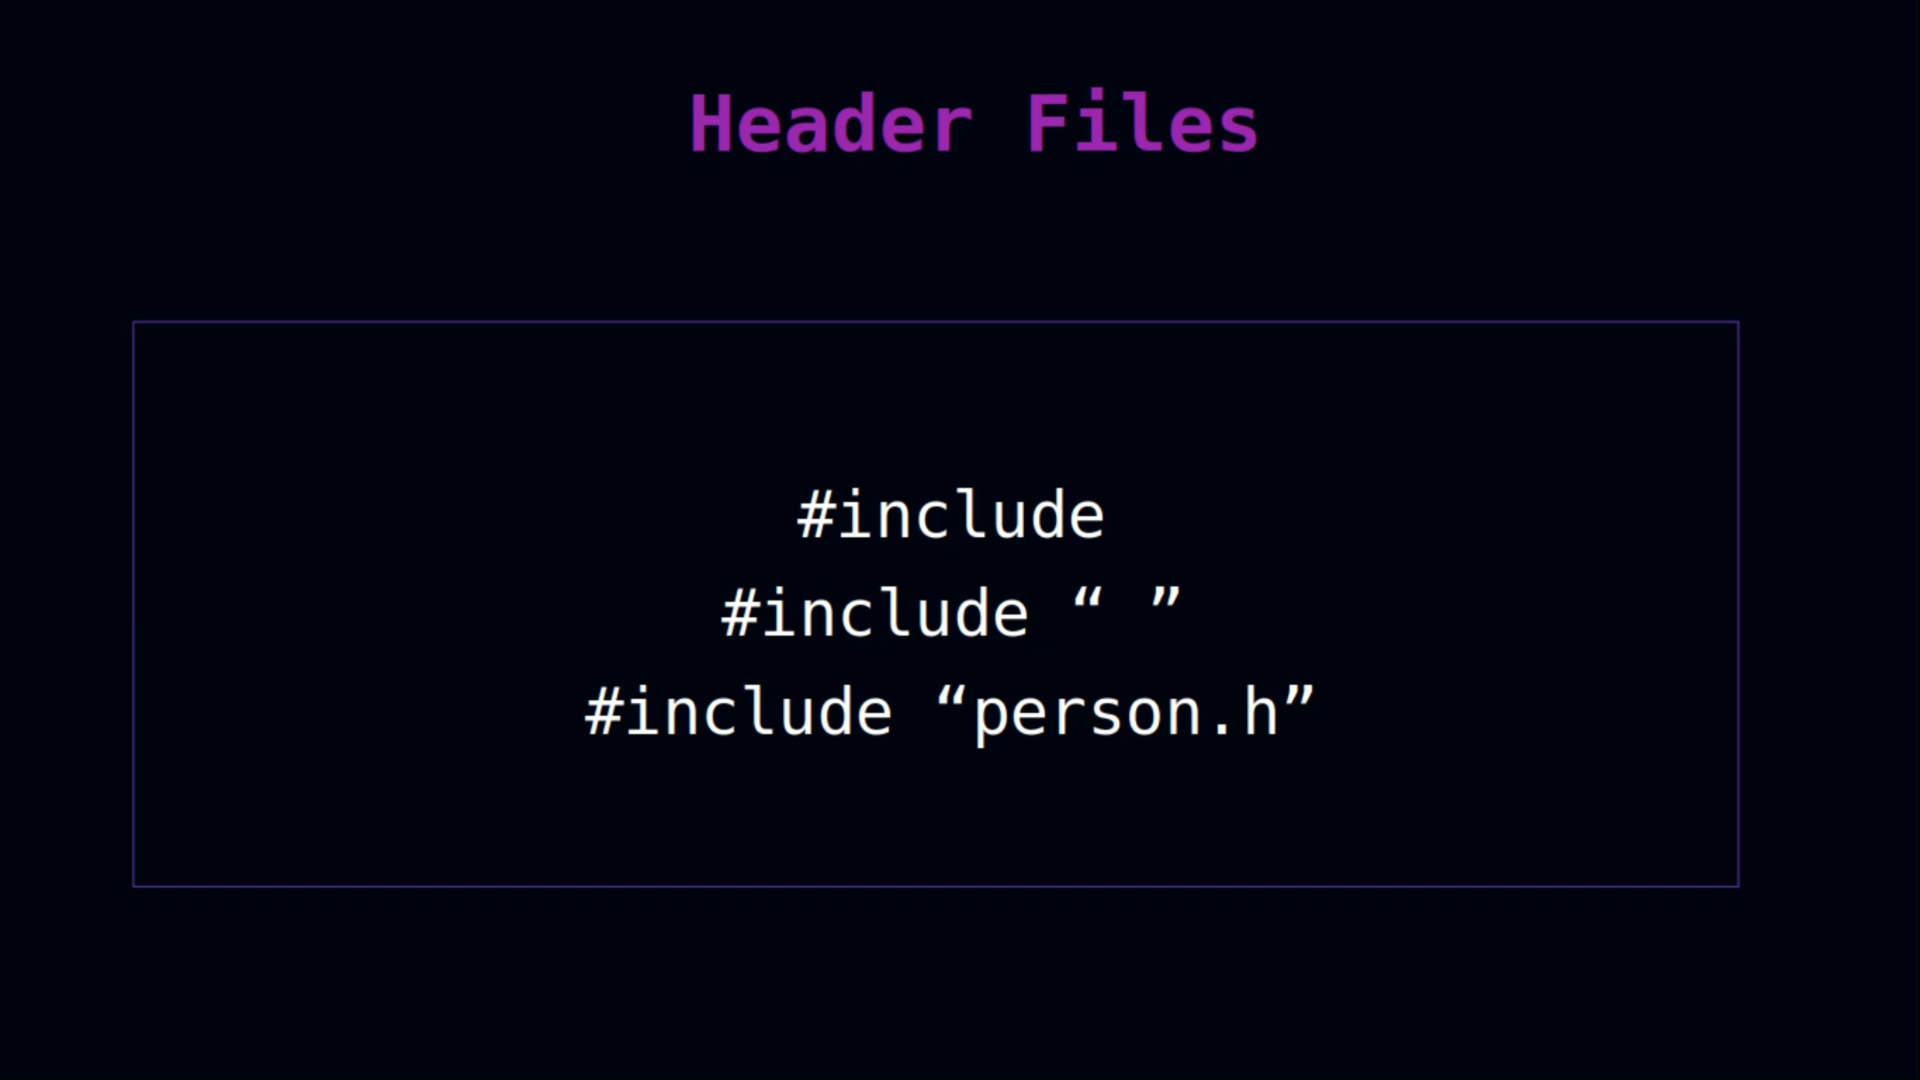 Header Files
#include
#include “ ”
#include “person.h”